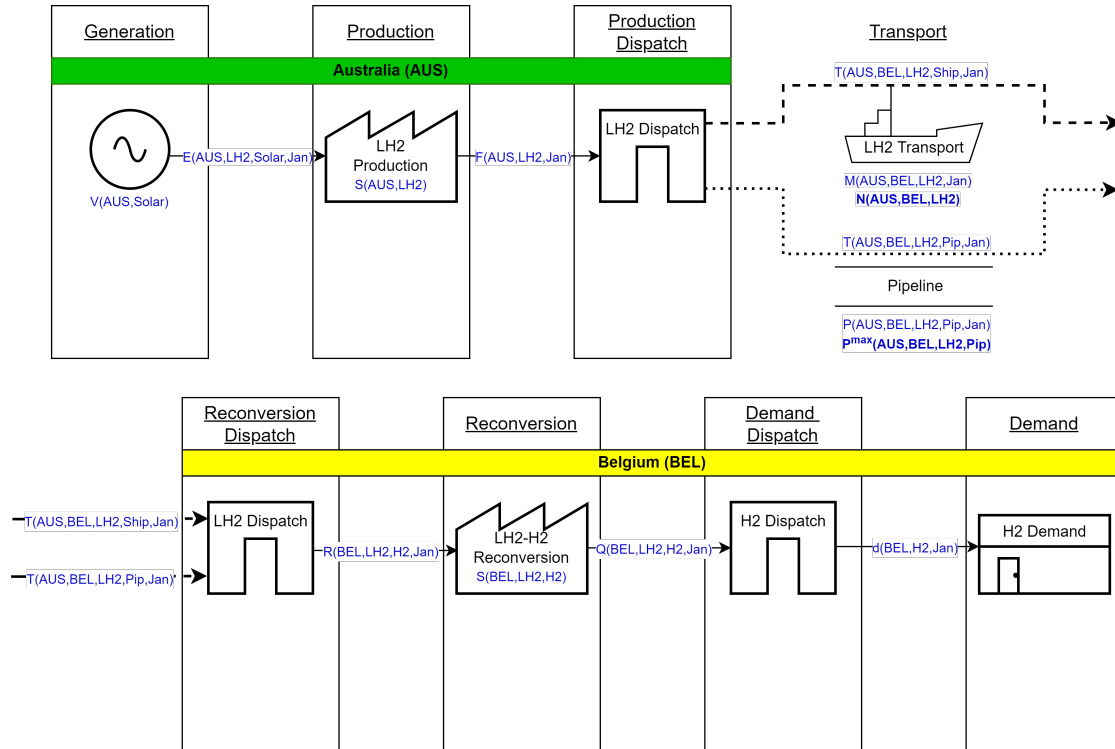 Generation
Production
Production
Dispatch
Transport
Australia (AUS)
T(AUS,BEL,LH2,Ship,Jan)
LH2 Dispatch
LH2
Production
S(AUS,LH2)
E(AUS,LH2,Solar,Jan)
F(AUS,LH2,Jan)
LH2 Transport
V(AUS,Solar)
M(AUS,BEL,LH2,Jan)
N(AUS,BEL,LH2)
T(AUS,BEL,LH2,Pip,Jan)
Pipeline
P(AUS,BEL,LH2,Pip,Jan)
P^max(AUS,BEL,LH2,Pip)
Reconversion
Dispatch
Reconversion
Demand
Dispatch
Demand
Belgium (BEL)
T(AUS,BEL,LH2,Ship,Jan)
LH2 Dispatch
T(AUS,BEL,LH2,Pip,Jan)
R(BEL,LH2,H2,Jan)
LH2-H2
Reconversion
S(BEL,LH2,H2)
Q(BEL,LH2,H2,Jan)
H2 Dispatch
d(BEL,H2,Jan)
H2 Demand